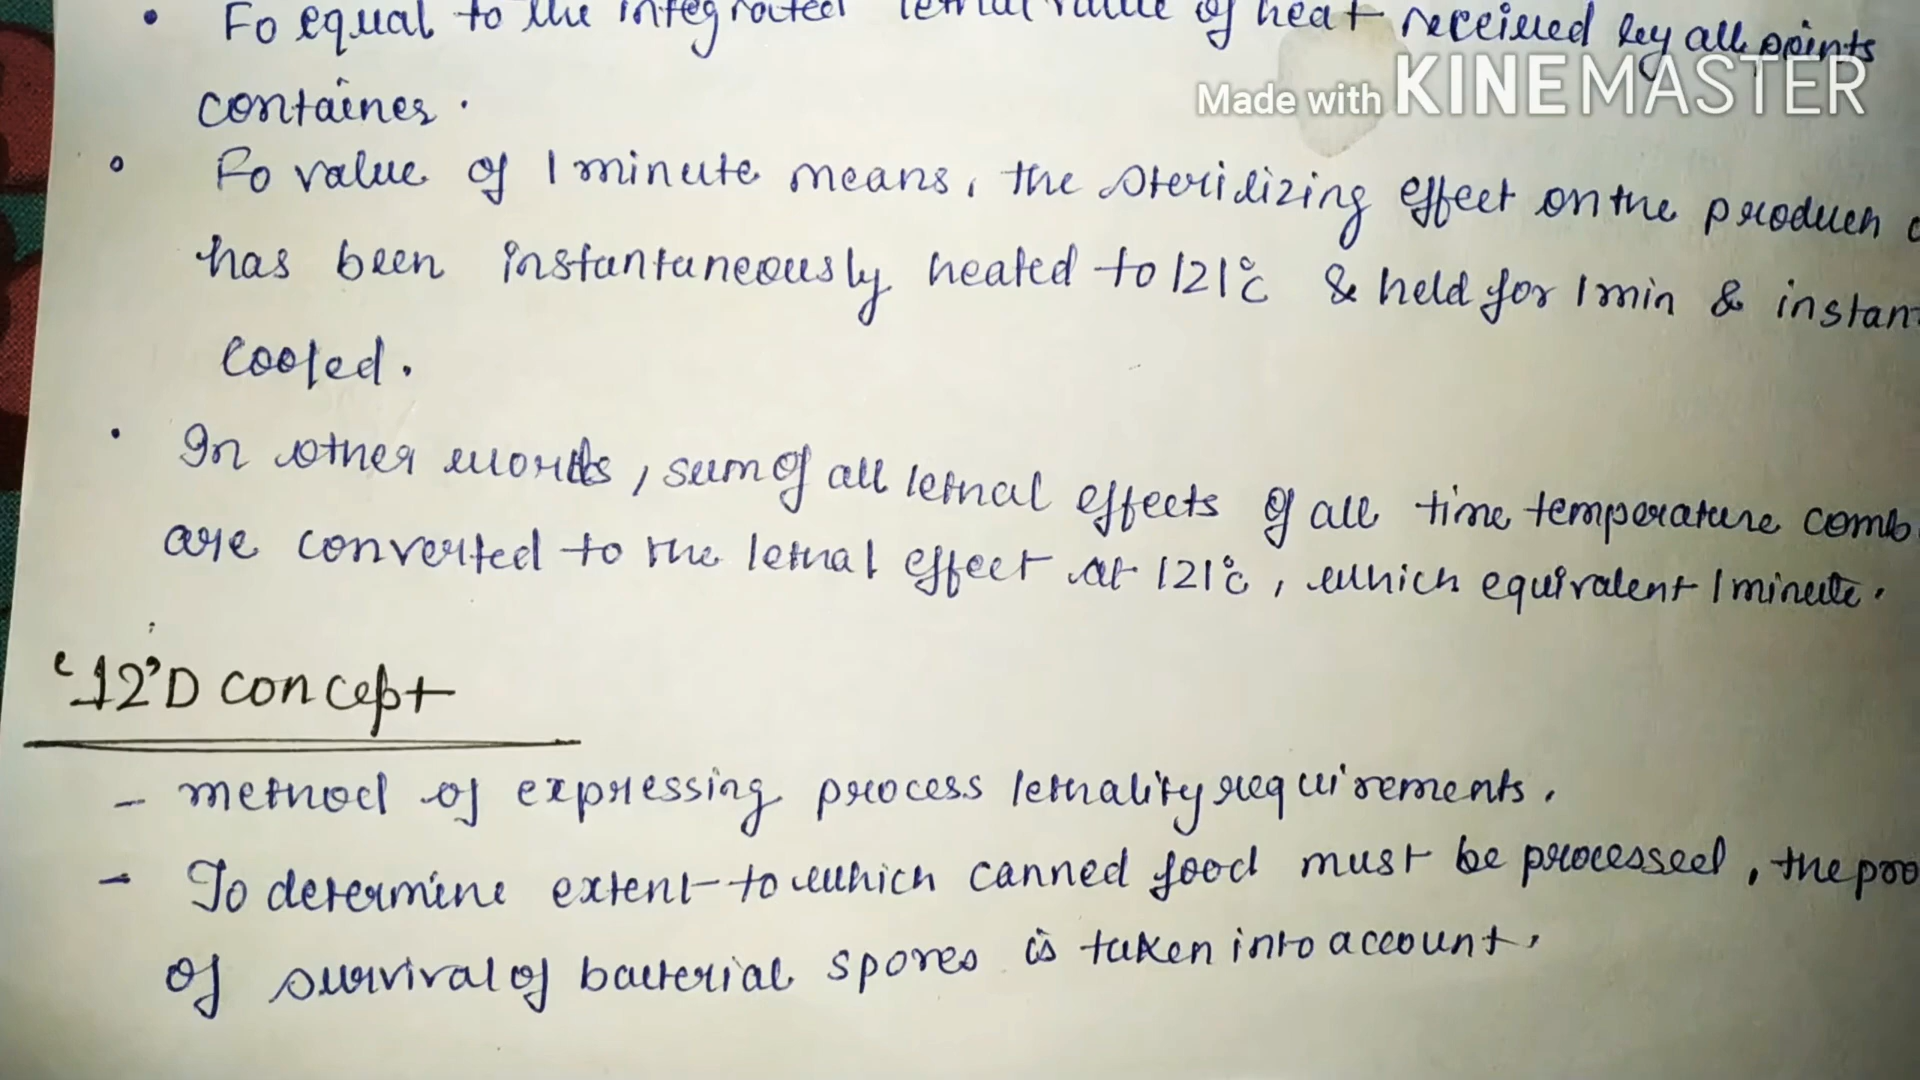 Fo equal to the integrated lethal value of heat received by all points
container.
Made with KINEMASTER
Fo value of 1 minute means, the sterilizing effect on the product
has been instantaneously heated to 121°C & held for 1 min & instan
cooled.
In other words, sum of all lethal effects of all time temperature comb
are converted to the lethal effect at 121°C, which equivalent 1 minute.
'12'D concept
- method of expressing process lethality requirements.
- To determine extent to which canned food must be processed, the pro
of survival of bacterial spores is taken into account.